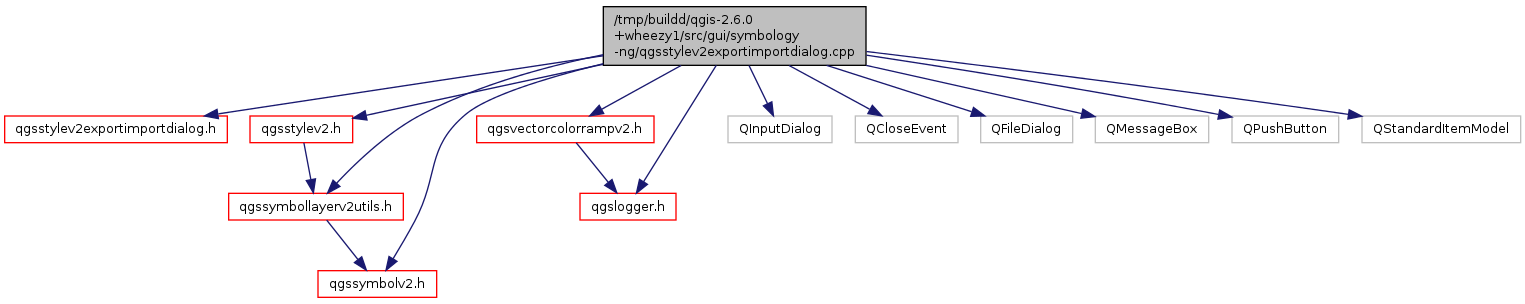 /tmp/buildd/qgis-2.6.0
+wheezy1/src/gui/symbology
-ng/qgsstylev2exportimportdialog.cpp
qgsstylev2exportimportdialog.h
qgsstylev2.h
qgsvectorcolorrampv2.h
QInputDialog
QCloseEvent
QFileDialog
QMessageBox
QPushButton
QStandardItemModel
qgssymbollayerv2utils.h
qgslogger.h
qgssymbolv2.h